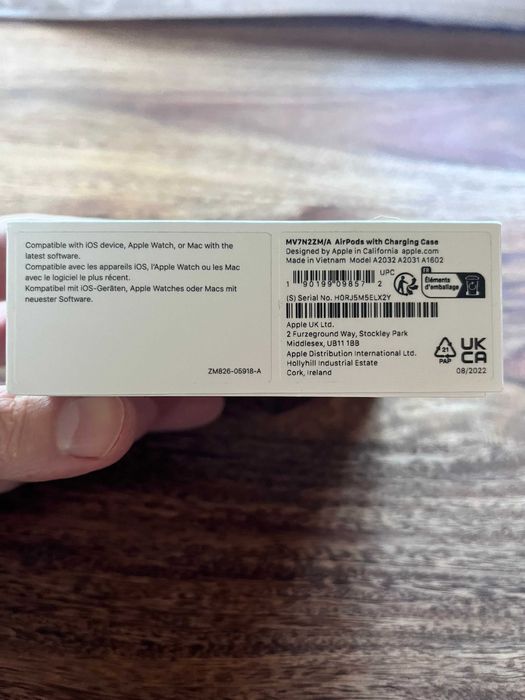 Compatible with iOS device, Apple Watch, or Mac with the
latest software.
Compatible avec les appareils iOS, l'Apple Watch ou les Mac
avec le logiciel le plus récent.
Kompatibel mit iOS-Geräten, Apple Watches oder Macs mit
neuester Software.
ZM826-05918-A
MV7N2ZM/A AirPods with Charging Case
Designed by Apple in California apple.com
Made in Vietnam Model A2032 A2031 A1602
UPC
1 90199 09857 2
FR
Éléments
d'emballage
(S) Serial No. H0RJ5M5ELX2Y
Apple UK Ltd.
2 Furzeground Way, Stockley Park
Middlesex, UB11 1BB
Apple Distribution International Ltd.
Hollyhill Industrial Estate
Cork, Ireland
21
PAP
UK
CA
08/2022